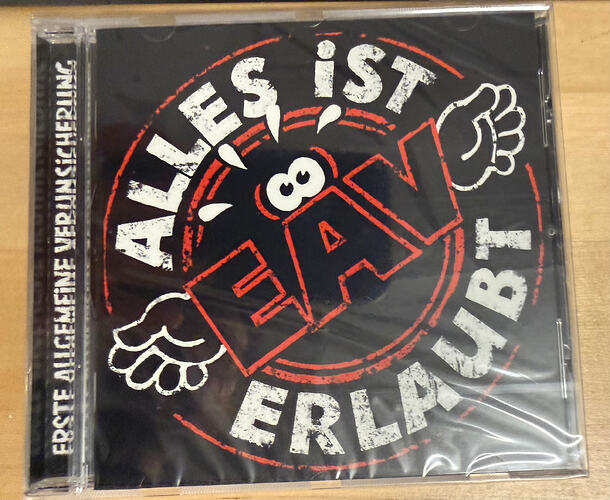 ERSTE ALLGEMEiNE VERUNSiCHERUNG
ALLES iST
EAV
ERLAUBT